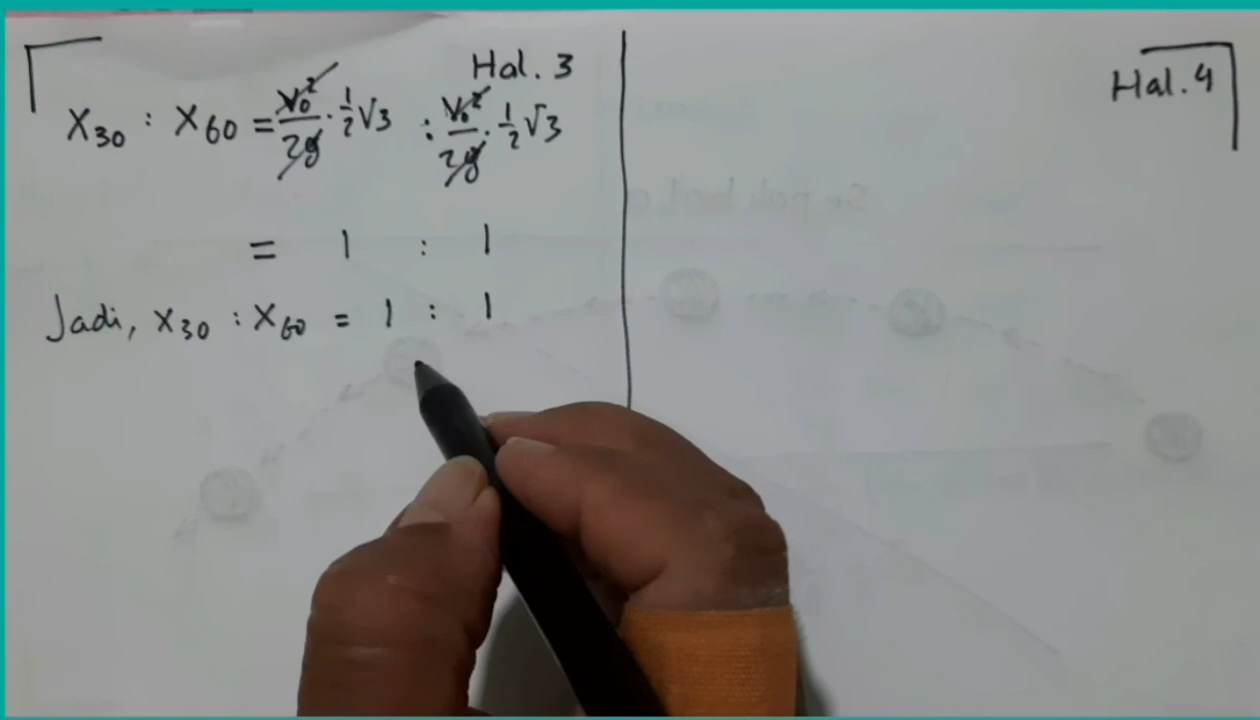 Hal. 3
X₃₀ : X₆₀ = V₀²/2g · 1/2 √3 : V₀²/2g · 1/2 √3
= 1 : 1
Jadi, X₃₀ : X₆₀ = 1 : 1
Hal. 4